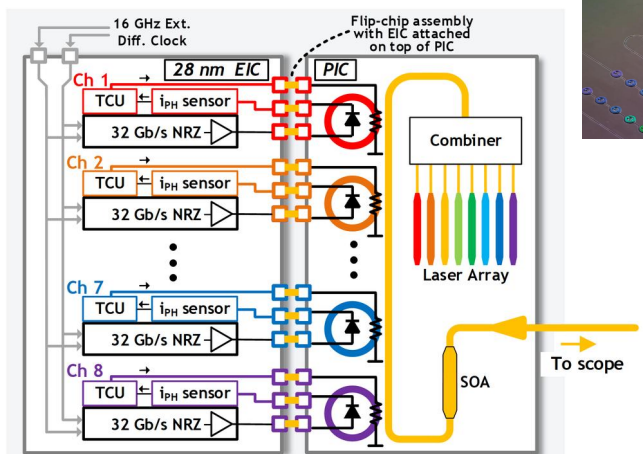 16 GHz Ext.
Diff. Clock
Flip-chip assembly
with EIC attached
on top of PIC
28 nm EIC
PIC
Ch 1
TCU
iPH sensor
32 Gb/s NRZ
Ch 2
TCU
iPH sensor
32 Gb/s NRZ
Ch 7
TCU
iPH sensor
32 Gb/s NRZ
Ch 8
TCU
iPH sensor
32 Gb/s NRZ
Combiner
Laser Array
SOA
To scope